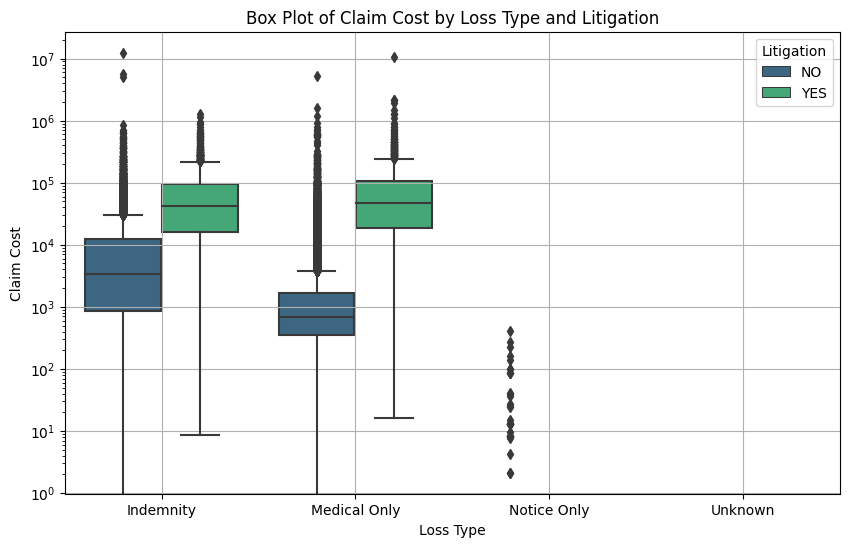 Box Plot of Claim Cost by Loss Type and Litigation
Litigation
NO
YES
10^7
10^6
10^5
10^4
10^3
10^2
10^1
10^0
Claim Cost
Indemnity
Medical Only
Notice Only
Unknown
Loss Type